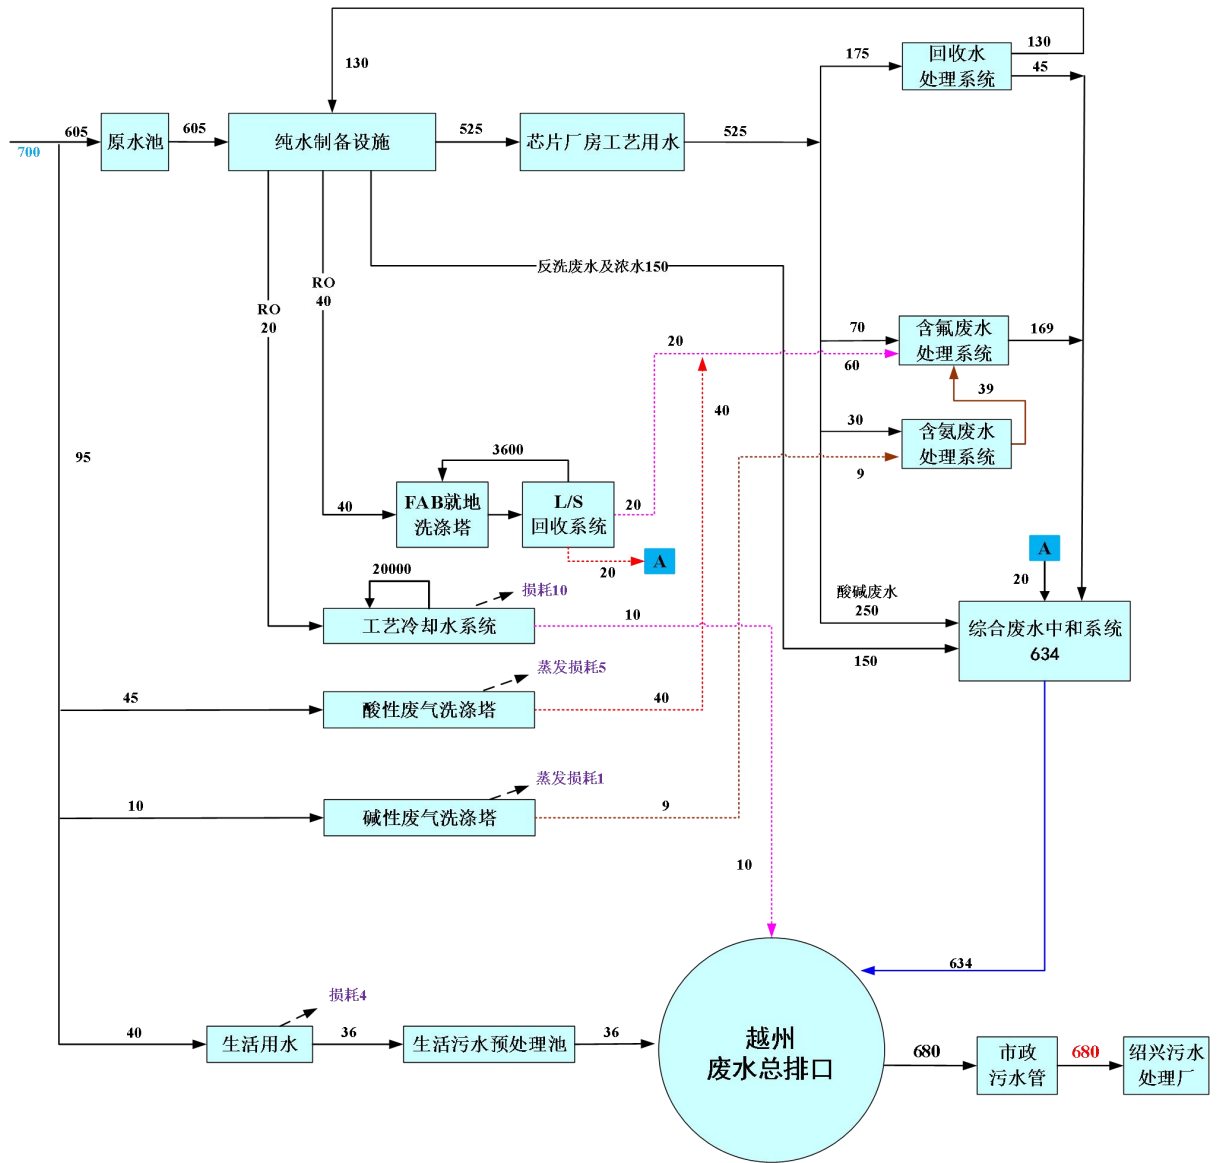 130
175
回收水
处理系统
130
45
605
700
原水池
605
纯水制备设施
525
芯片厂房工艺用水
525
反洗废水及浓水150
RO
20
RO
40
70
含氟废水
处理系统
169
20
60
40
39
30
含氨废水
处理系统
9
95
3600
40
FAB就地
洗涤塔
L/S
回收系统
20
20
A
A
20
20000
损耗10
工艺冷却水系统
10
酸碱废水
250
150
综合废水中和系统
634
蒸发损耗5
45
酸性废气洗涤塔
40
蒸发损耗1
10
碱性废气洗涤塔
9
10
634
损耗4
40
生活用水
36
生活污水预处理池
36
越州
废水总排口
680
市政
污水管
680
绍兴污水
处理厂